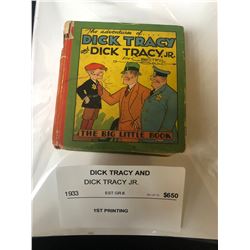 The adventures of...
DICK TRACY
and DICK TRACY, JR.
THE BIG LITTLE BOOK
DICK TRACY AND
DICK TRACY JR.
1933
EST GR.8
$650
1ST PRINTING